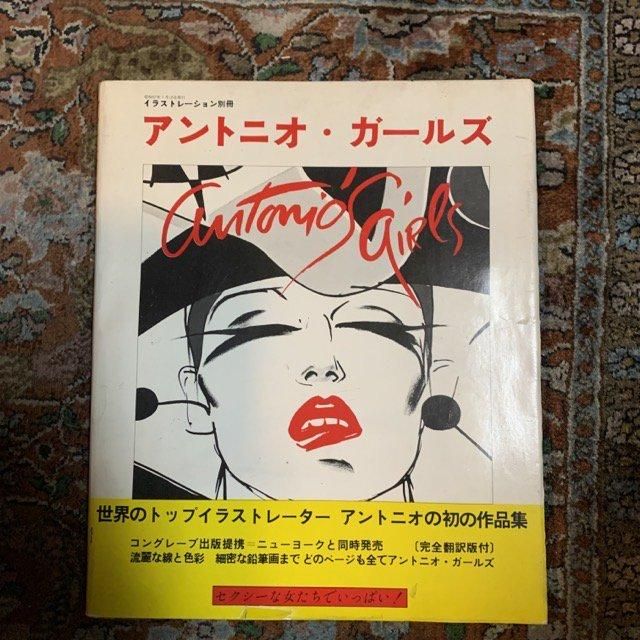 イラストレーション別冊
アントニオ・ガールズ
antonio's girls
世界のトップイラストレーター アントニオの初の作品集
コングレーブ出版提携＝ニューヨークと同時発売 〔完全翻訳版付〕
流麗な線と色彩 細密な鉛筆画まで どのページも全てアントニオ・ガールズ
セクシーな女たちでいっぱい！